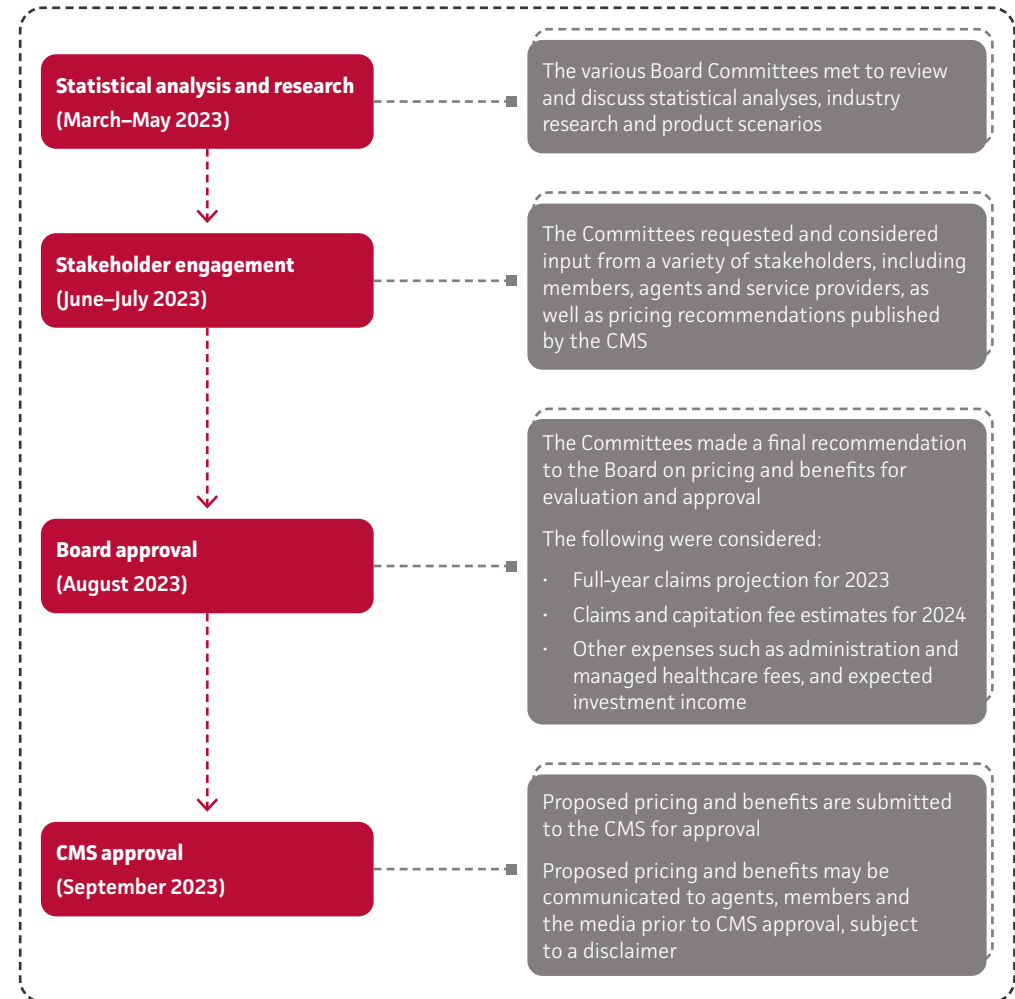 Statistical analysis and research
(March–May 2023)
The various Board Committees met to review
and discuss statistical analyses, industry
research and product scenarios
Stakeholder engagement
(June–July 2023)
The Committees requested and considered
input from a variety of stakeholders, including
members, agents and service providers, as
well as pricing recommendations published
by the CMS
Board approval
(August 2023)
The Committees made a final recommendation
to the Board on pricing and benefits for
evaluation and approval
The following were considered:
· Full-year claims projection for 2023
· Claims and capitation fee estimates for 2024
· Other expenses such as administration and
managed healthcare fees, and expected
investment income
CMS approval
(September 2023)
Proposed pricing and benefits are submitted
to the CMS for approval
Proposed pricing and benefits may be
communicated to agents, members and
the media prior to CMS approval, subject
to a disclaimer